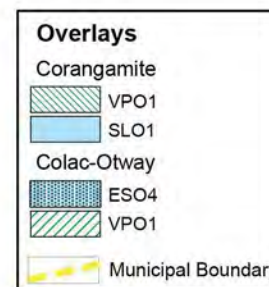 Overlays
Corangamite
VPO1
SLO1
Colac-Otway
ESO4
VPO1
Municipal Boundar